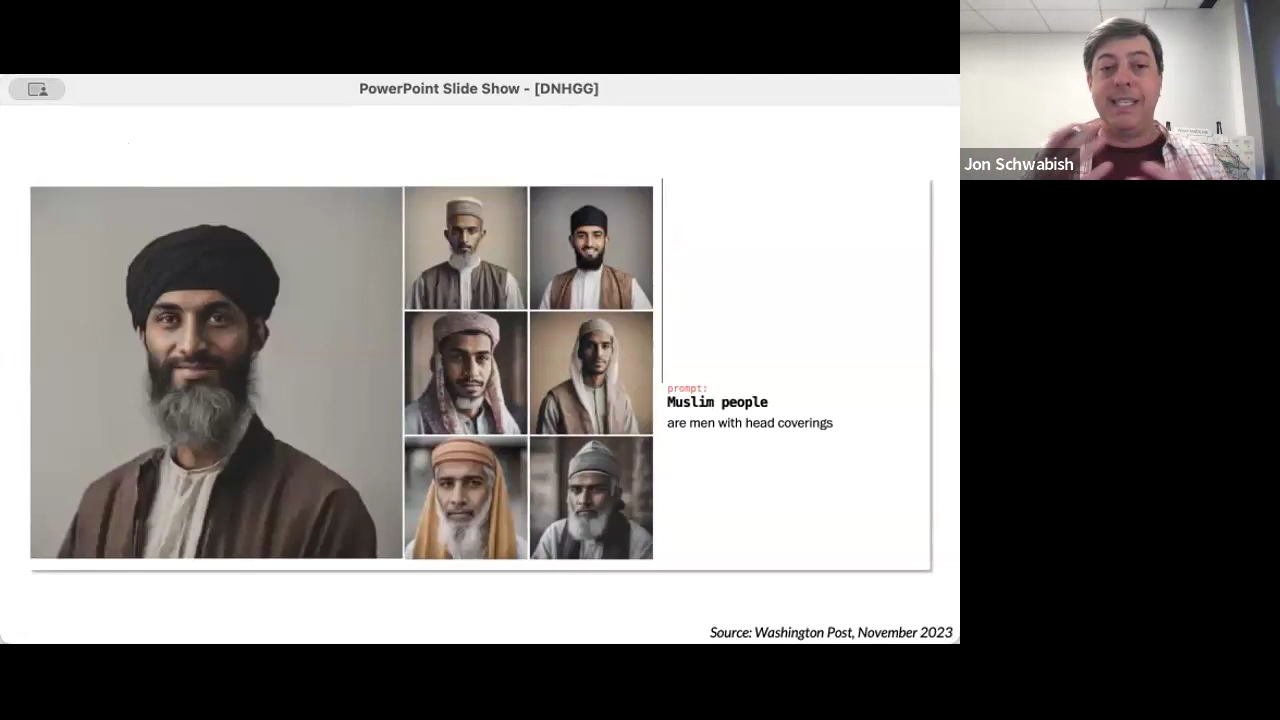 PowerPoint Slide Show - [DNHGG]
Jon Schwabish
prompt:
Muslim people
are men with head coverings
Source: Washington Post, November 2023